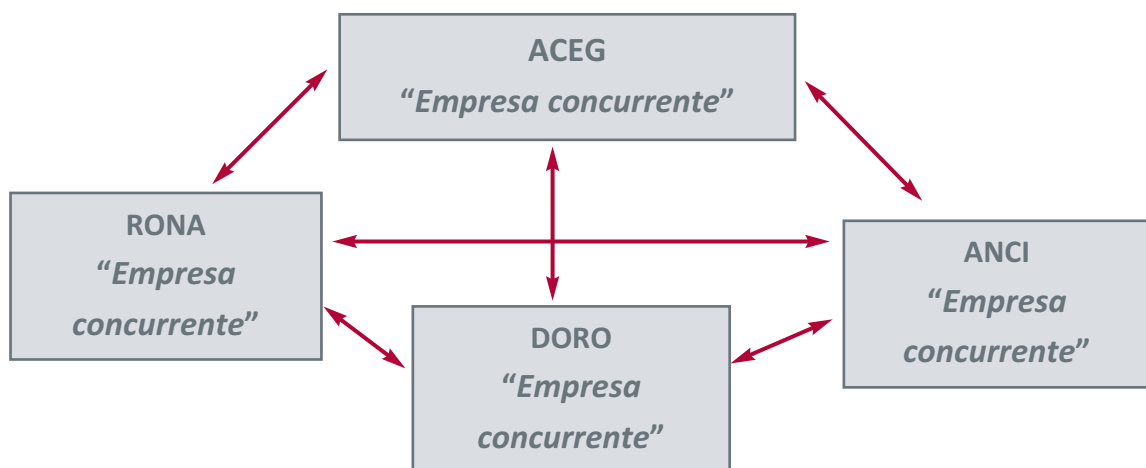 ACEG
“Empresa concurrente”
RONA
“Empresa
concurrente”
ANCI
“Empresa
concurrente”
DORO
“Empresa
concurrente”